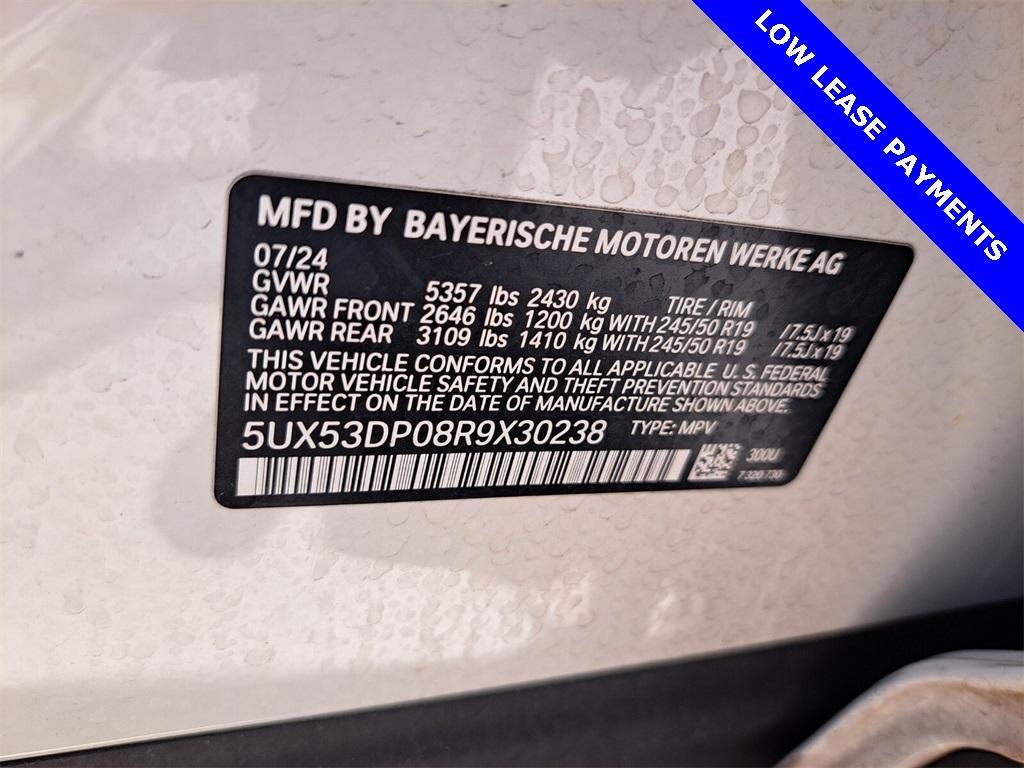 LOW LEASE PAYMENTS
MFD BY BAYERISCHE MOTOREN WERKE AG
07/24
GVWR 5357 lbs 2430 kg TIRE / RIM
GAWR FRONT 2646 lbs 1200 kg WITH 245/50 R19 /7.5Jx19
GAWR REAR 3109 lbs 1410 kg WITH 245/50 R19 /7.5Jx19
THIS VEHICLE CONFORMS TO ALL APPLICABLE U.S. FEDERAL
MOTOR VEHICLE SAFETY AND THEFT PREVENTION STANDARDS
IN EFFECT ON THE DATE OF MANUFACTURE SHOWN ABOVE.
5UX53DP08R9X30238 TYPE: MPV
300U
7 320 730